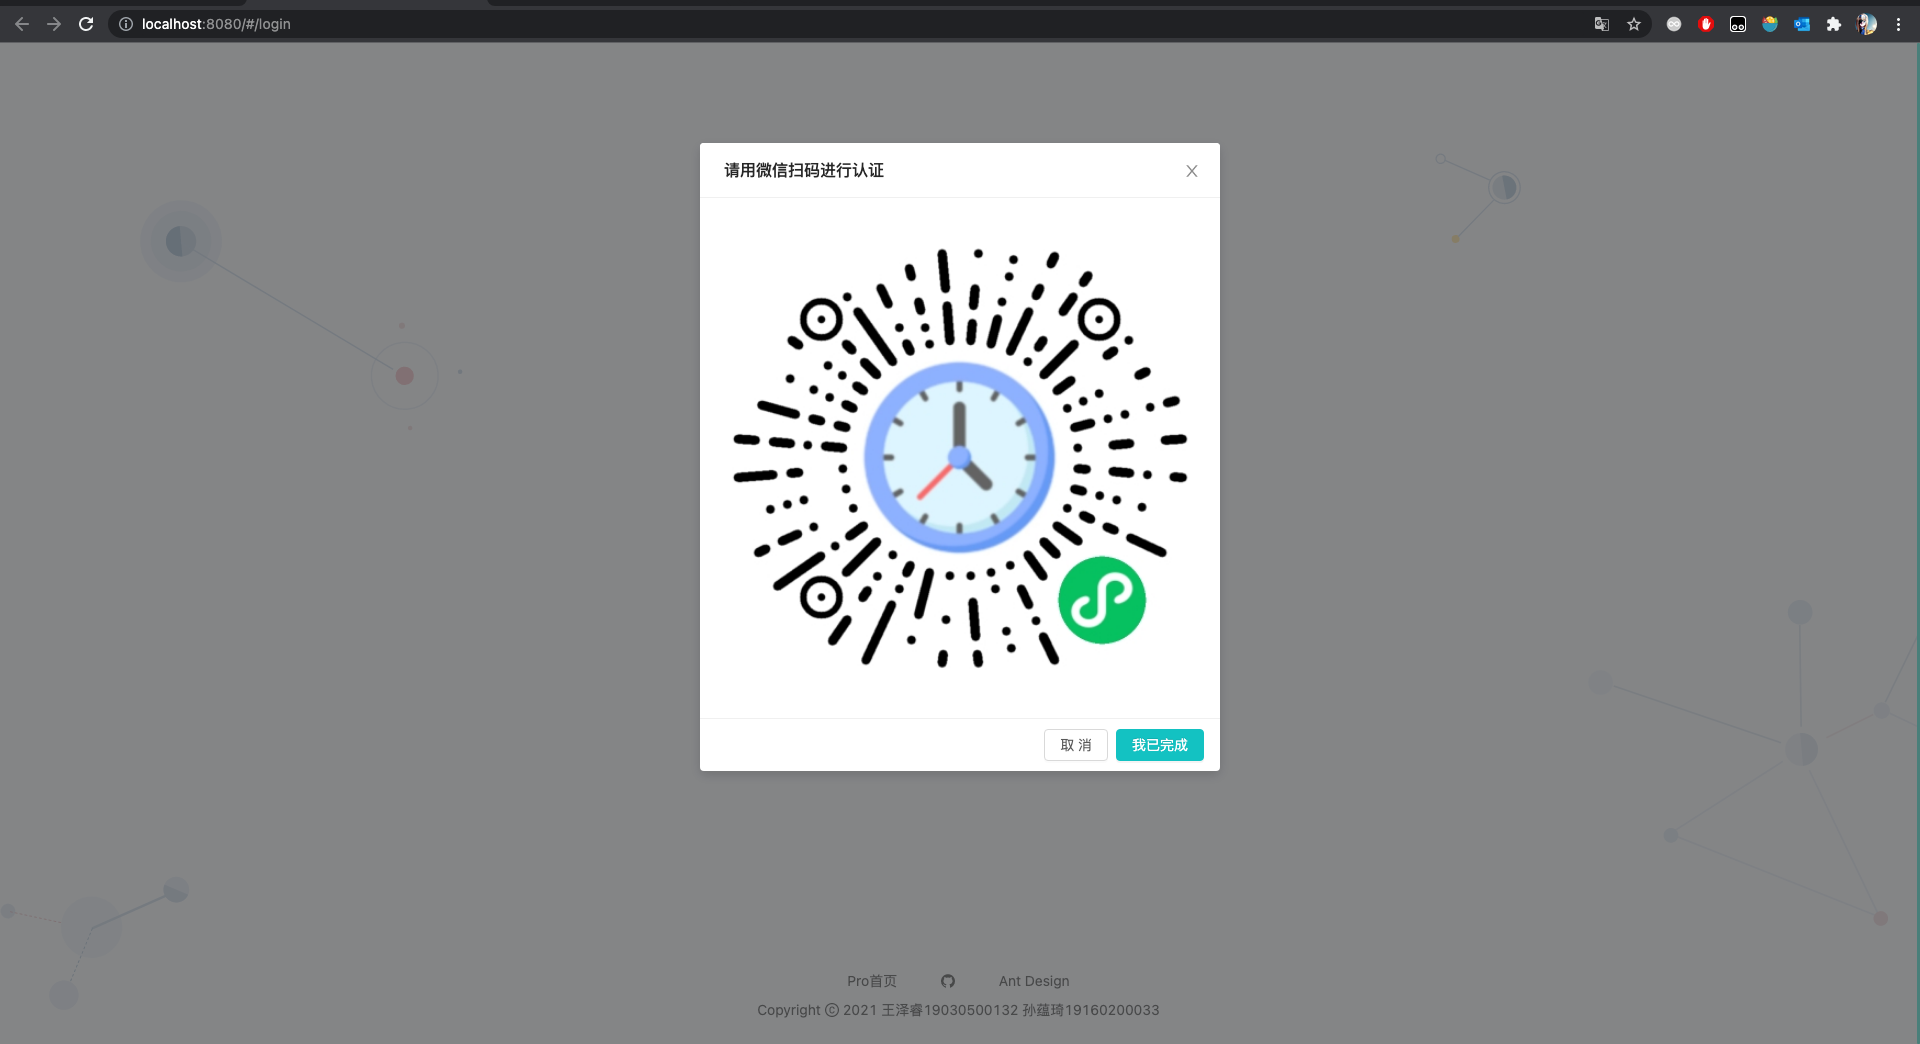 localhost:8080/#/login
请用微信扫码进行认证
取 消
我已完成
Pro首页
Ant Design
Copyright ⓒ 2021 王泽睿19030500132 孙蕴琦19160200033